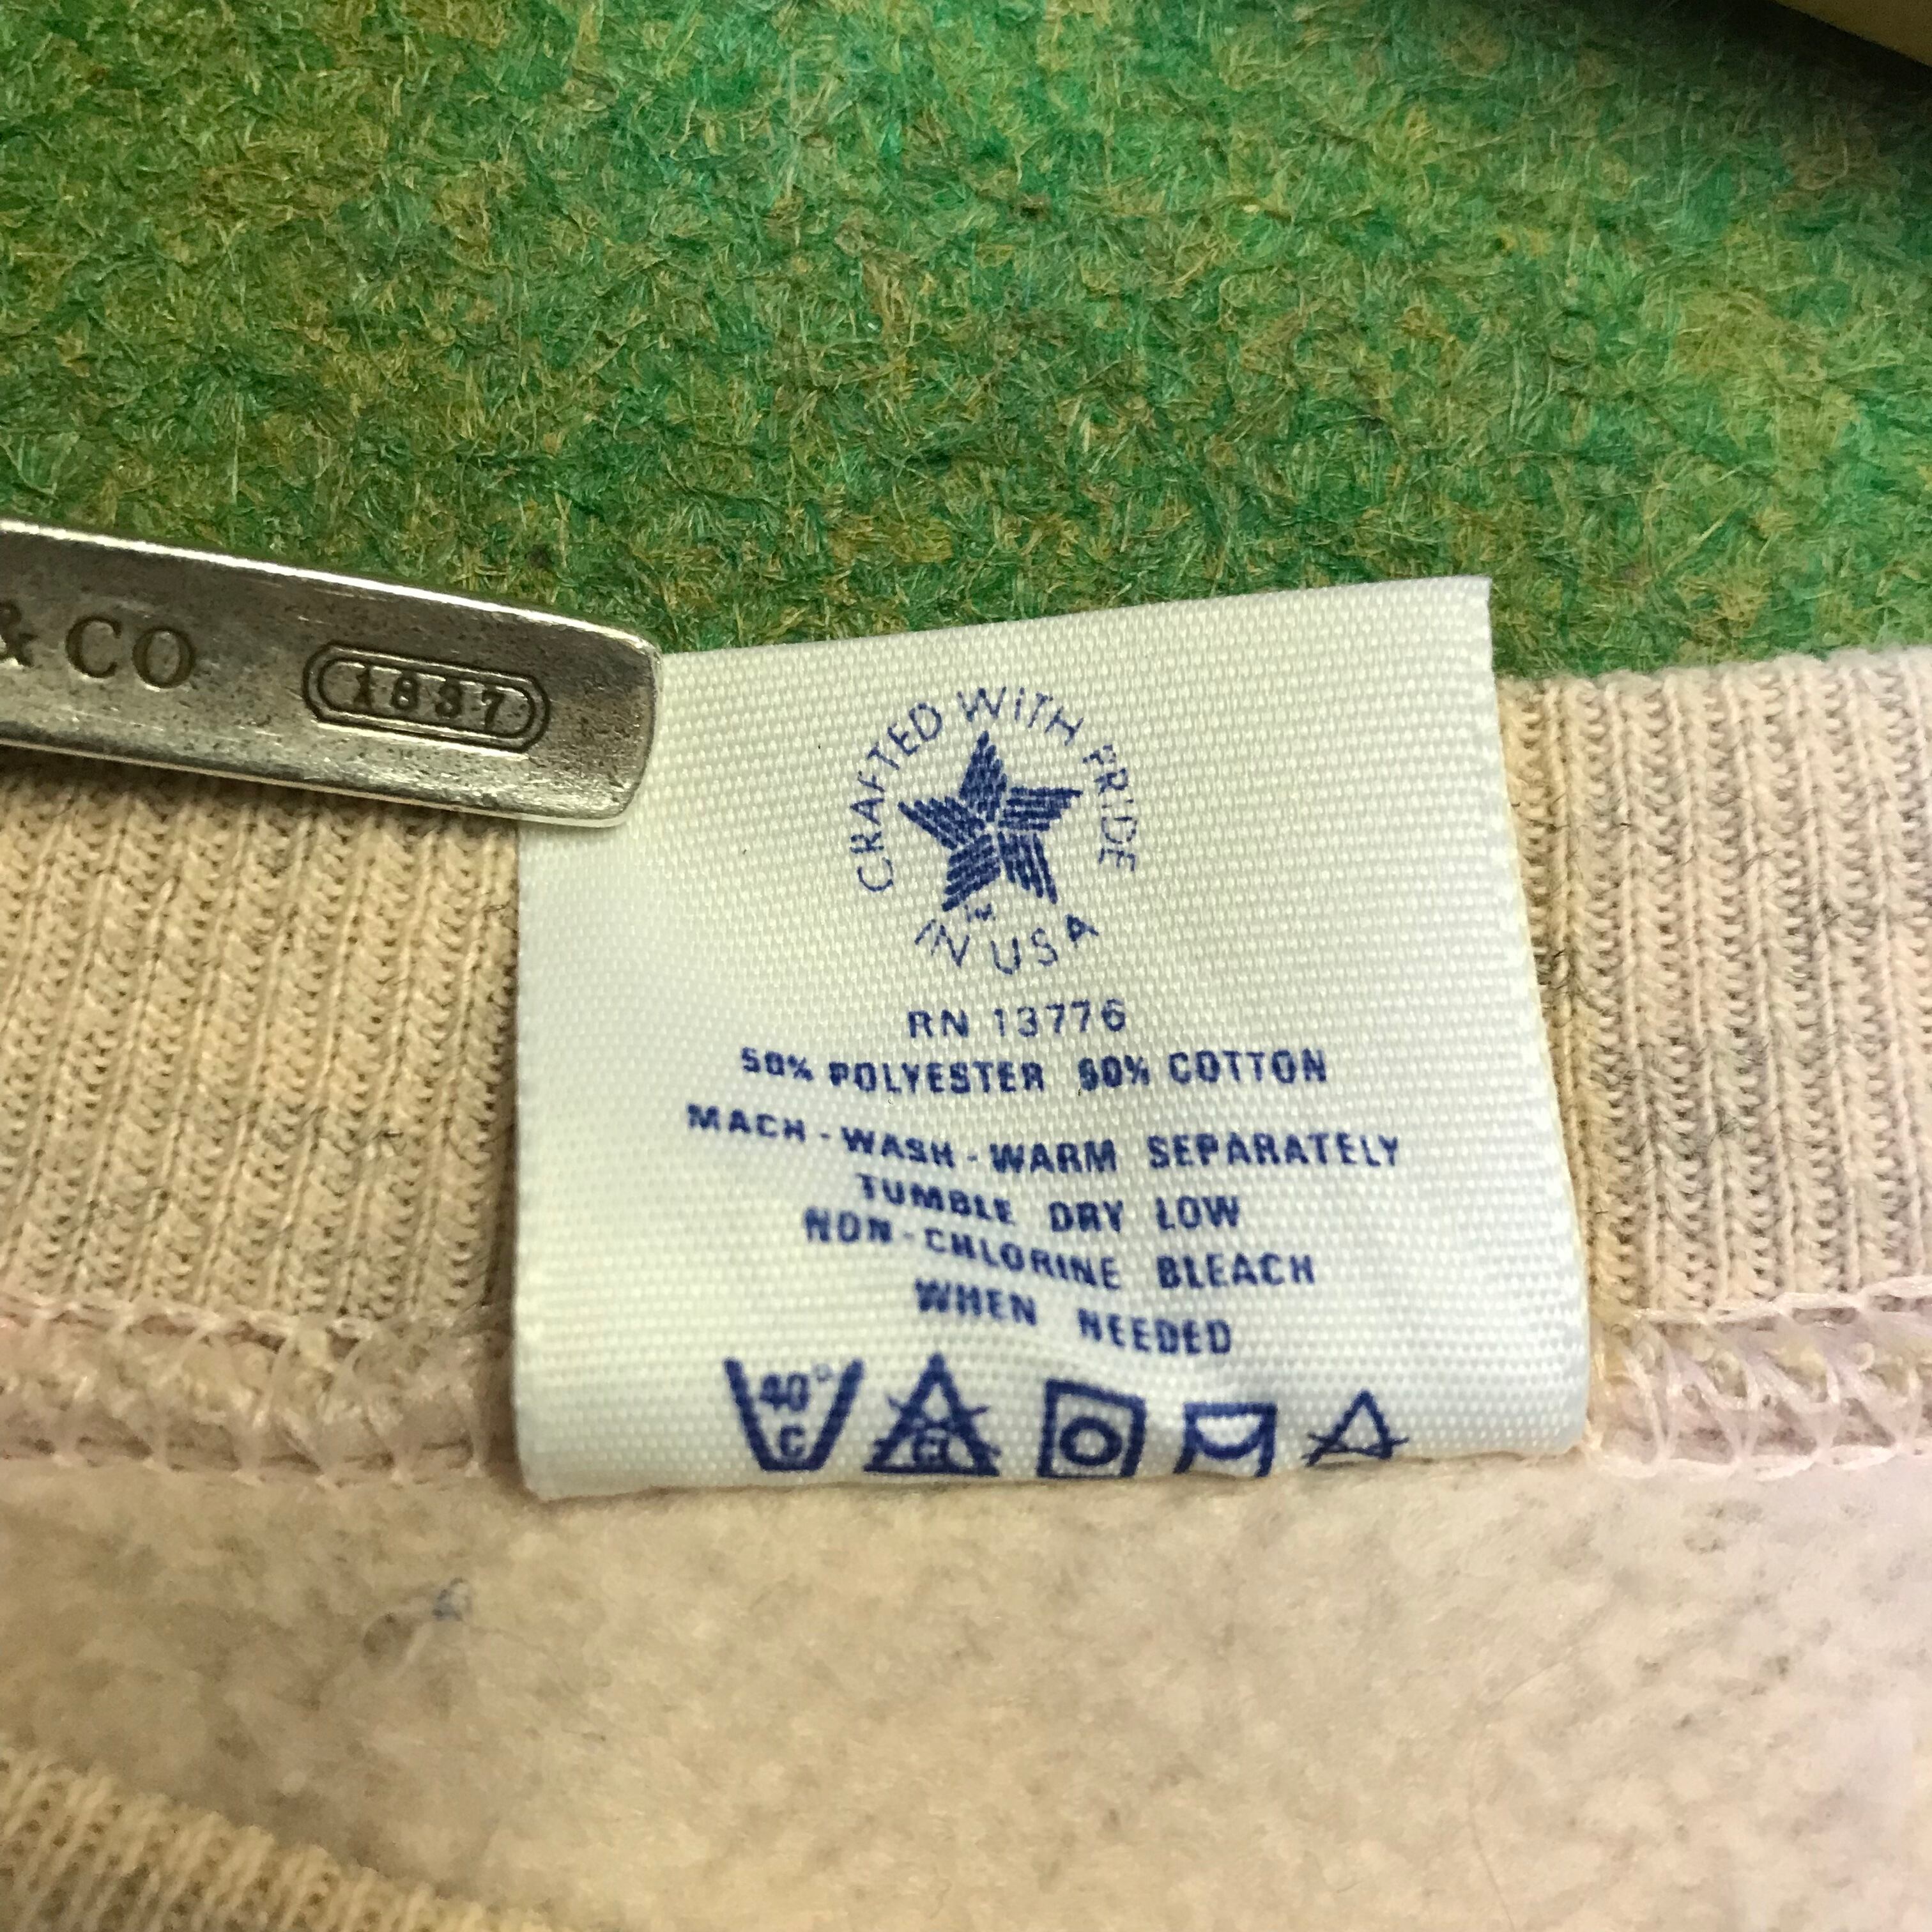 & CO 1837
CRAFTED WITH PRIDE
IN USA
RN 13776
50% POLYESTER 50% COTTON
MACH-WASH-WARM SEPARATELY
TUMBLE DRY LOW
NON-CHLORINE BLEACH
WHEN NEEDED
40°
C
CL